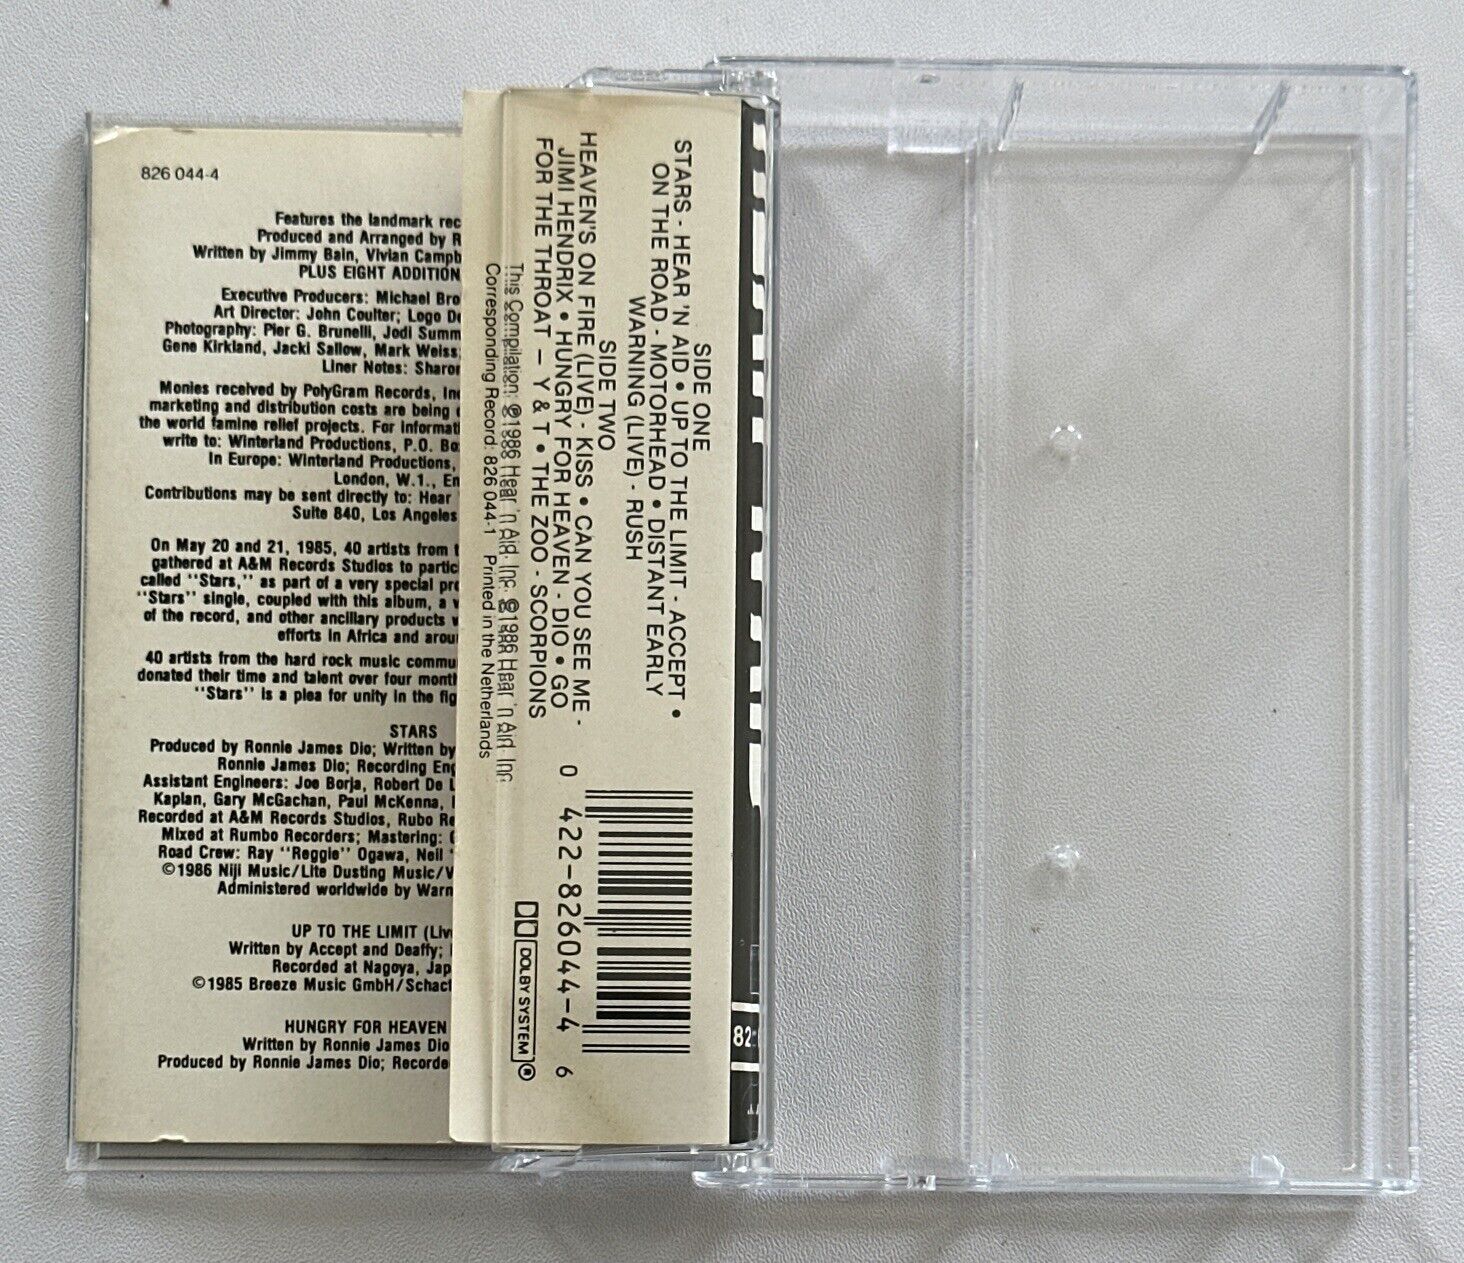 826 044-4
Features the landmark rec
Produced and Arranged by R
Written by Jimmy Bain, Vivian Campb
PLUS EIGHT ADDITION
Executive Producers: Michael Bro
Art Director: John Coulter; Logo De
Photography: Pier G. Brunelli, Jodi Summ
Gene Kirkland, Jacki Sallow, Mark Weiss
Liner Notes: Sharon
Monies received by PolyGram Records, Inc
marketing and distribution costs are being
the world famine relief projects. For informati
write to: Winterland Productions, P.O. Bo
In Europe: Winterland Productions,
London, W.1., En
Contributions may be sent directly to: Hear
Suite 840, Los Angeles
On May 20 and 21, 1985, 40 artists from
gathered at A&M Records Studios to partic
called "Stars," as part of a very special pr
"Stars" single, coupled with this album, a
of the record, and other ancillary products
efforts in Africa and arou
40 artists from the hard rock music commu
donated their time and talent over four month
"Stars" is a plea for unity in the fig
STARS
Produced by Ronnie James Dio; Written by
Ronnie James Dio; Recording Eng
Assistant Engineers: Joe Borja, Robert De L
Kaplan, Gary McGachan, Paul McKenna,
Recorded at A&M Records Studios, Rubo Re
Mixed at Rumbo Recorders; Mastering:
Road Crew: Ray "Reggie" Ogawa, Neil
©1986 Niji Music/Lite Dusting Music/V
Administered worldwide by Warn
UP TO THE LIMIT (Liv
Written by Accept and Deaffy;
Recorded at Nagoya, Jap
©1985 Breeze Music GmbH/Schac
HUNGRY FOR HEAVEN
Written by Ronnie James Dio
Produced by Ronnie James Dio; Recorde
SIDE ONE
STARS - HEAR 'N AID • UP TO THE LIMIT - ACCEPT •
ON THE ROAD - MOTORHEAD • DISTANT EARLY
WARNING (LIVE) - RUSH
SIDE TWO
HEAVEN'S ON FIRE (LIVE) - KISS • CAN YOU SEE ME -
JIMI HENDRIX • HUNGRY FOR HEAVEN - DIO • GO
FOR THE THROAT – Y & T • THE ZOO - SCORPIONS
This Compilation: ℗1986 Hear 'n Aid, Inc. ©1986 Hear 'n Aid, Inc
Corresponding Record: 826 044-1 Printed in the Netherlands
0 422-826044-4 6
DOLBY SYSTEM®
82